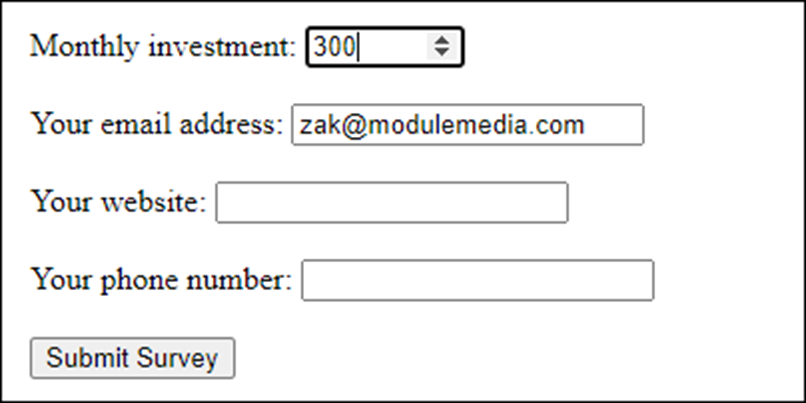 Monthly investment: 300
Your email address: zak@modulemedia.com
Your website:
Your phone number:
Submit Survey